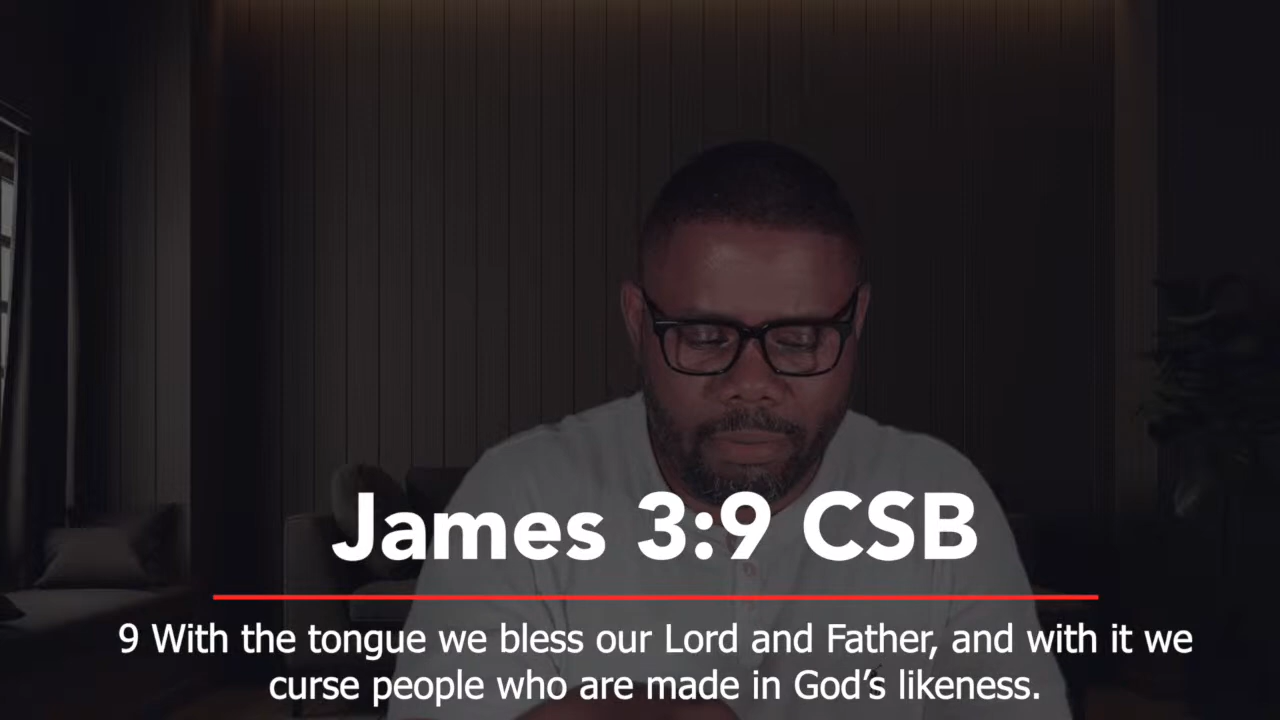 James 3:9 CSB
9 With the tongue we bless our Lord and Father, and with it we
curse people who are made in God’s likeness.